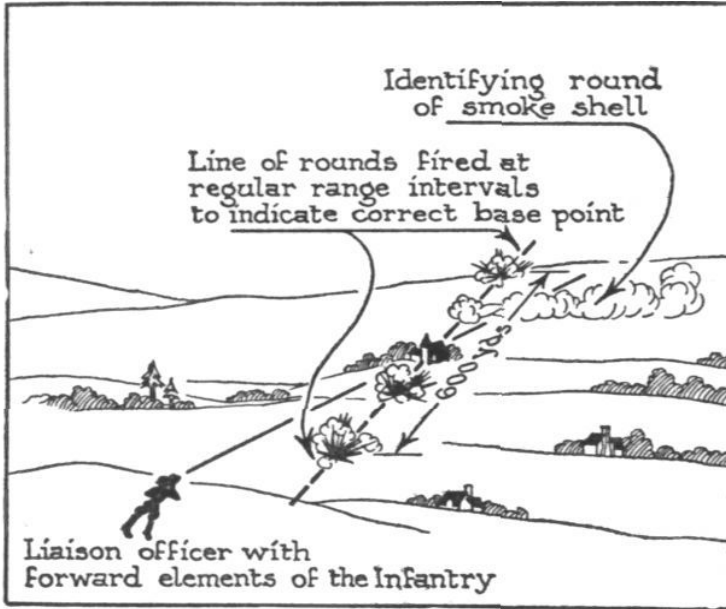 Identifying round
of smoke shell
Line of rounds fired at
regular range intervals
to indicate correct base point
600 yds
Liaison officer with
forward elements of the Infantry